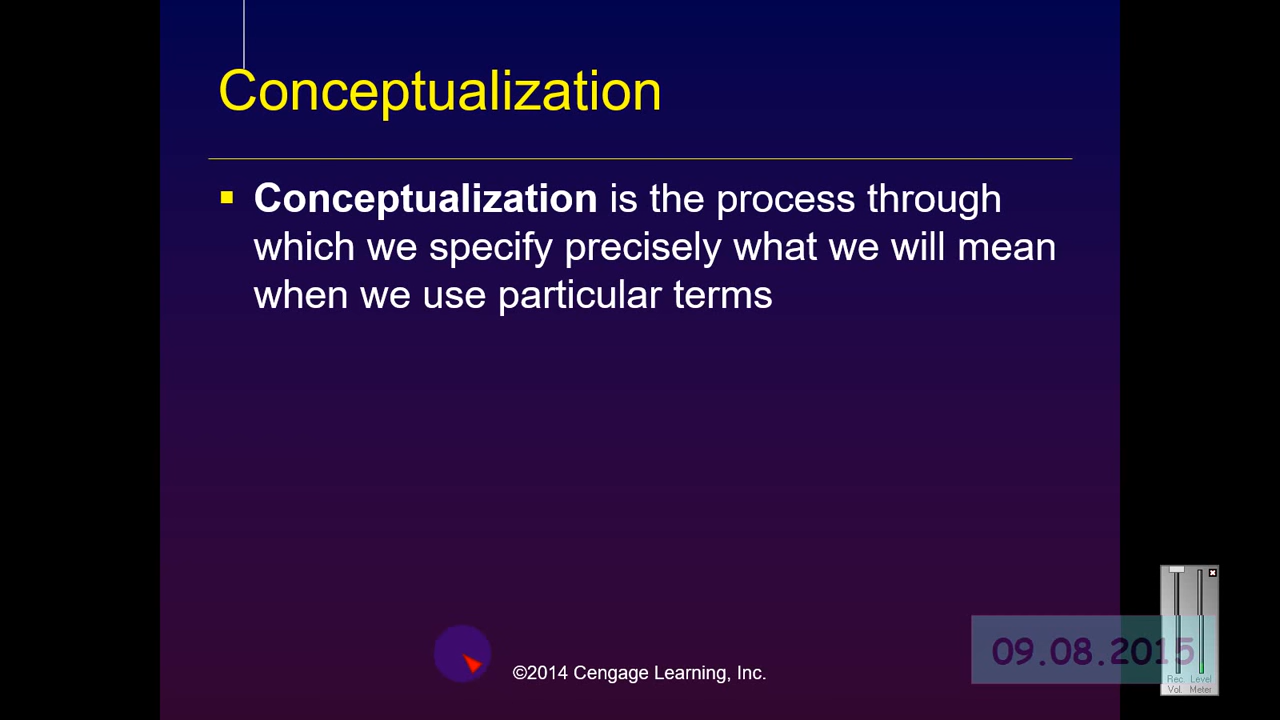 Conceptualization
Conceptualization is the process through
which we specify precisely what we will mean
when we use particular terms
©2014 Cengage Learning, Inc.
09.08.2015
Rec. Level
Vol. Meter